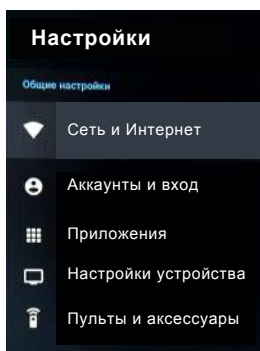 Настройки
Общие настройки
Сеть и Интернет
Аккаунты и вход
Приложения
Настройки устройства
Пульты и аксессуары